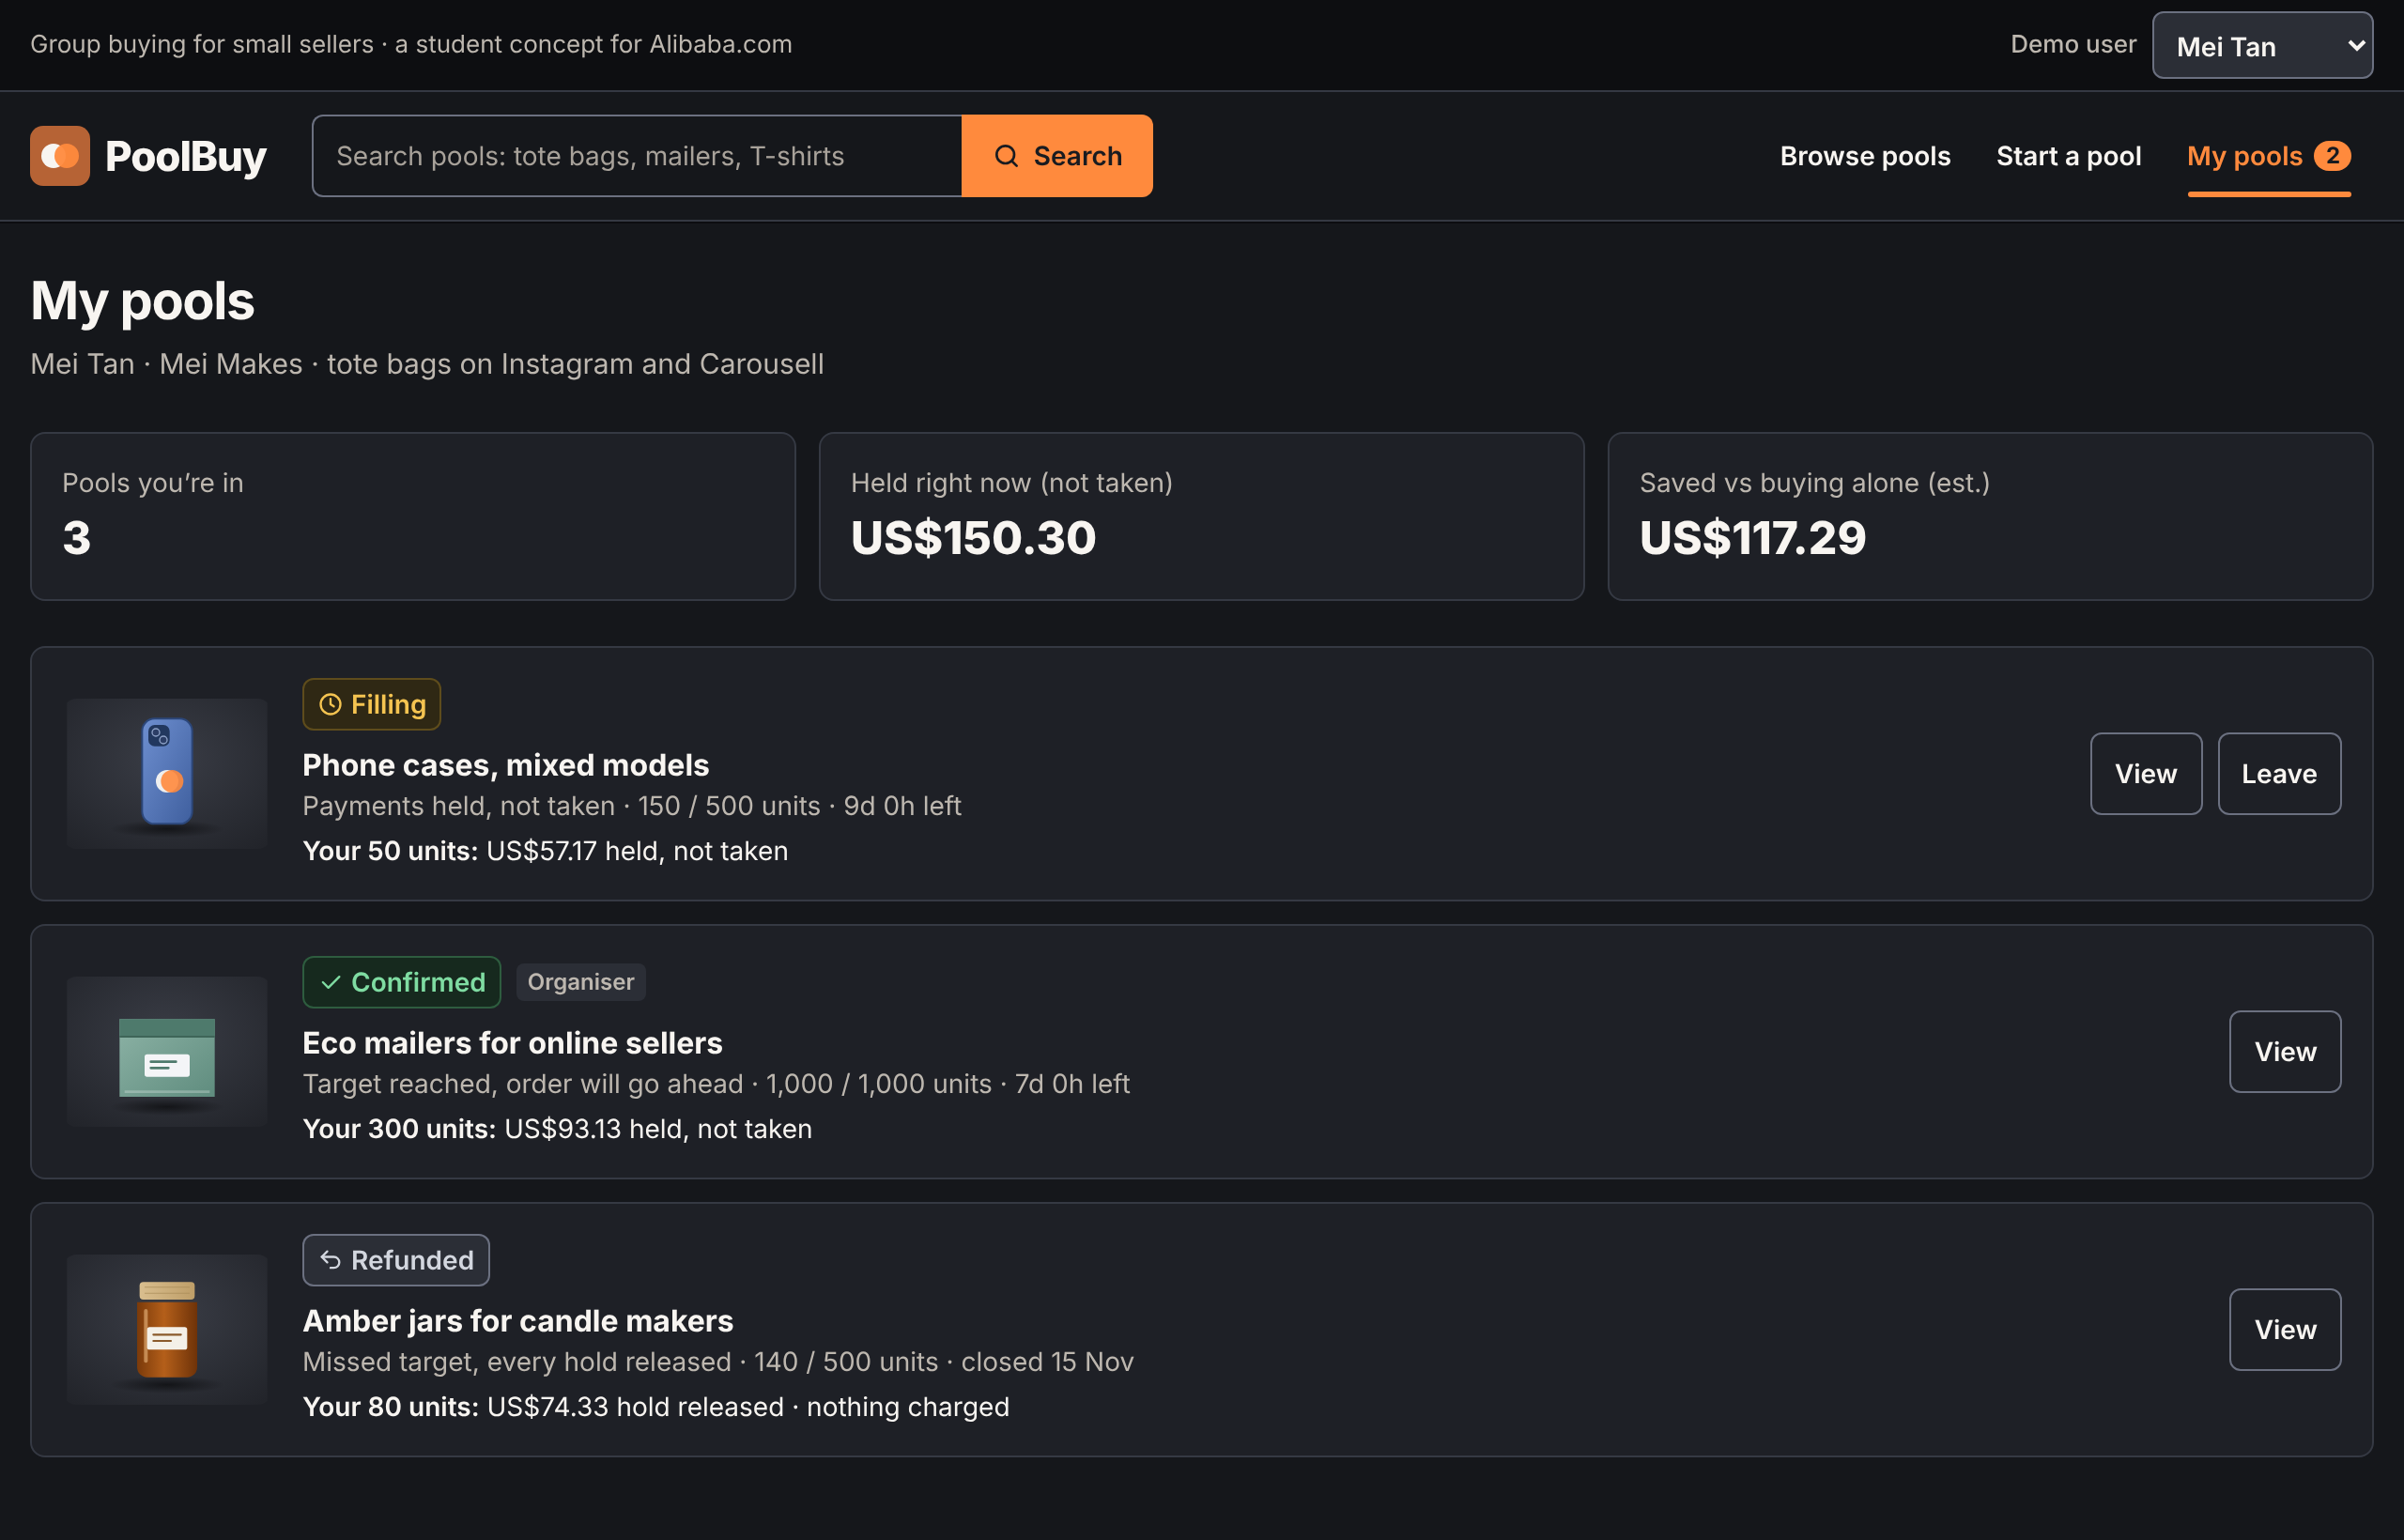 Group buying for small sellers · a student concept for Alibaba.com
Demo user
Mei Tan
PoolBuy
Search pools: tote bags, mailers, T-shirts
Search
Browse pools
Start a pool
My pools 2
My pools
Mei Tan · Mei Makes · tote bags on Instagram and Carousell
Pools you’re in
3
Held right now (not taken)
US$150.30
Saved vs buying alone (est.)
US$117.29
Filling
Phone cases, mixed models
Payments held, not taken · 150 / 500 units · 9d 0h left
Your 50 units: US$57.17 held, not taken
View
Leave
Confirmed
Organiser
Eco mailers for online sellers
Target reached, order will go ahead · 1,000 / 1,000 units · 7d 0h left
Your 300 units: US$93.13 held, not taken
View
Refunded
Amber jars for candle makers
Missed target, every hold released · 140 / 500 units · closed 15 Nov
Your 80 units: US$74.33 hold released · nothing charged
View